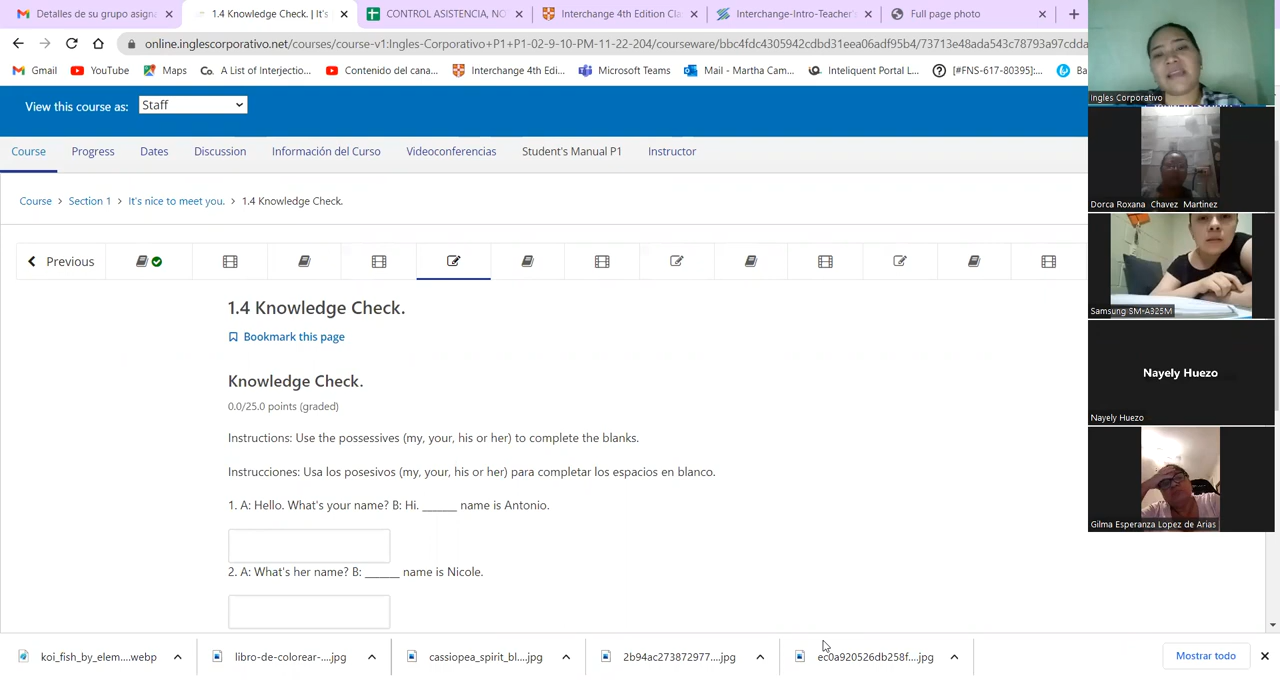 Detalles de su grupo asigna
1.4 Knowledge Check. | It's
CONTROL ASISTENCIA, NO
Interchange 4th Edition Cla
Interchange-Intro-Teacher's
Full page photo
online.inglescorporativo.net/courses/course-v1:Ingles-Corporativo+P1+P1-02-9-10-PM-11-22-204/courseware/bbc4fdc4305942cdbd31eea06adf95b4/73713e48ada543c78793a97cdda
Gmail
YouTube
Maps
A List of Interjectio...
Contenido del cana...
Interchange 4th Edi...
Microsoft Teams
Mail - Martha Cam...
Inteliquent Portal L...
[#FNS-617-80395]:...
Ba
Ingles Corporativo
View this course as:
Staff
Course
Progress
Dates
Discussion
Información del Curso
Videoconferencias
Student's Manual P1
Instructor
Dorca Roxana Chavez Martinez
Course > Section 1 > It's nice to meet you. > 1.4 Knowledge Check.
Previous
1.4 Knowledge Check.
Samsung SM-A325M
Bookmark this page
Nayely Huezo
Knowledge Check.
0.0/25.0 points (graded)
Nayely Huezo
Instructions: Use the possessives (my, your, his or her) to complete the blanks.
Instrucciones: Usa los posesivos (my, your, his or her) para completar los espacios en blanco.
1. A: Hello. What's your name? B: Hi. ______ name is Antonio.
Gilma Esperanza Lopez de Arias
2. A: What's her name? B: ______ name is Nicole.
koi_fish_by_elem....webp
libro-de-colorear-....jpg
cassiopea_spirit_bl....jpg
2b94ac273872977....jpg
ec0a920526db258f....jpg
Mostrar todo